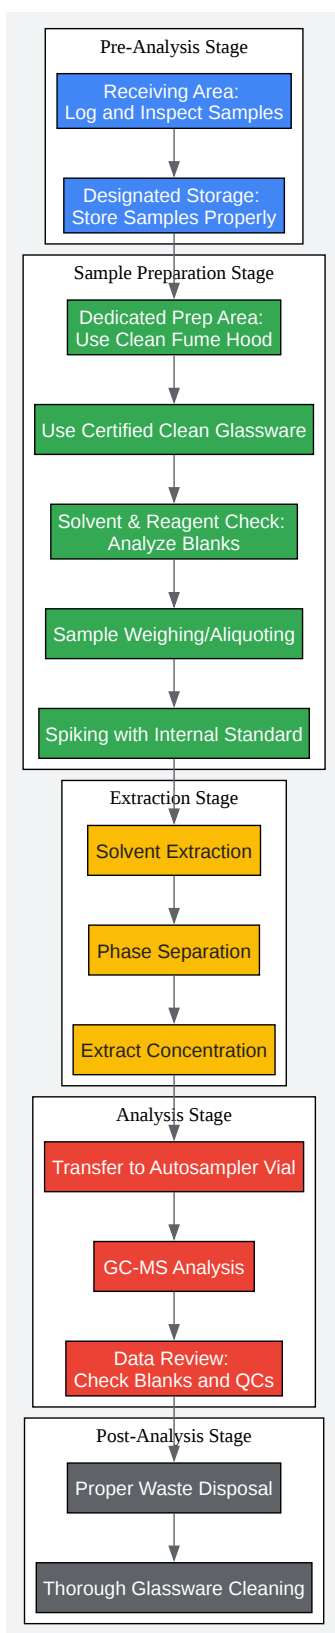 Pre-Analysis Stage
Receiving Area:
Log and Inspect Samples
Designated Storage:
Store Samples Properly
Sample Preparation Stage
Dedicated Prep Area:
Use Clean Fume Hood
Use Certified Clean Glassware
Solvent & Reagent Check:
Analyze Blanks
Sample Weighing/Aliquoting
Spiking with Internal Standard
Extraction Stage
Solvent Extraction
Phase Separation
Extract Concentration
Analysis Stage
Transfer to Autosampler Vial
GC-MS Analysis
Data Review:
Check Blanks and QCs
Post-Analysis Stage
Proper Waste Disposal
Thorough Glassware Cleaning